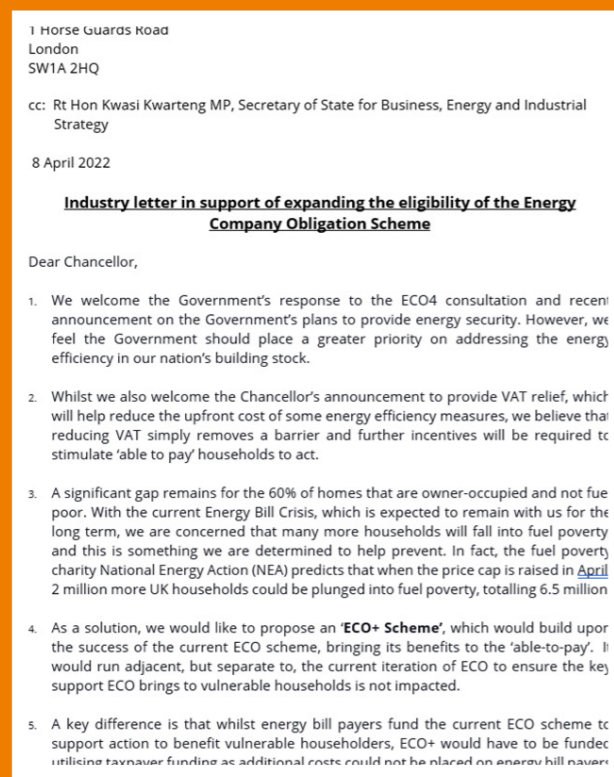 1 Horse Guards Road
London
SW1A 2HQ
cc: Rt Hon Kwasi Kwarteng MP, Secretary of State for Business, Energy and Industrial
Strategy
8 April 2022
Industry letter in support of expanding the eligibility of the Energy
Company Obligation Scheme
Dear Chancellor,
1. We welcome the Government's response to the ECO4 consultation and recent
announcement on the Government's plans to provide energy security. However, we
feel the Government should place a greater priority on addressing the energy
efficiency in our nation's building stock.
2. Whilst we also welcome the Chancellor's announcement to provide VAT relief, which
will help reduce the upfront cost of some energy efficiency measures, we believe that
reducing VAT simply removes a barrier and further incentives will be required to
stimulate 'able to pay' households to act.
3. A significant gap remains for the 60% of homes that are owner-occupied and not fue
poor. With the current Energy Bill Crisis, which is expected to remain with us for the
long term, we are concerned that many more households will fall into fuel poverty
and this is something we are determined to help prevent. In fact, the fuel poverty
charity National Energy Action (NEA) predicts that when the price cap is raised in April
2 million more UK households could be plunged into fuel poverty, totalling 6.5 million
4. As a solution, we would like to propose an 'ECO+ Scheme', which would build upon
the success of the current ECO scheme, bringing its benefits to the 'able-to-pay'. It
would run adjacent, but separate to, the current iteration of ECO to ensure the key
support ECO brings to vulnerable households is not impacted.
5. A key difference is that whilst energy bill payers fund the current ECO scheme to
support action to benefit vulnerable householders, ECO+ would have to be funded
utilising taxpayer funding as additional costs could not be placed on energy bill payers